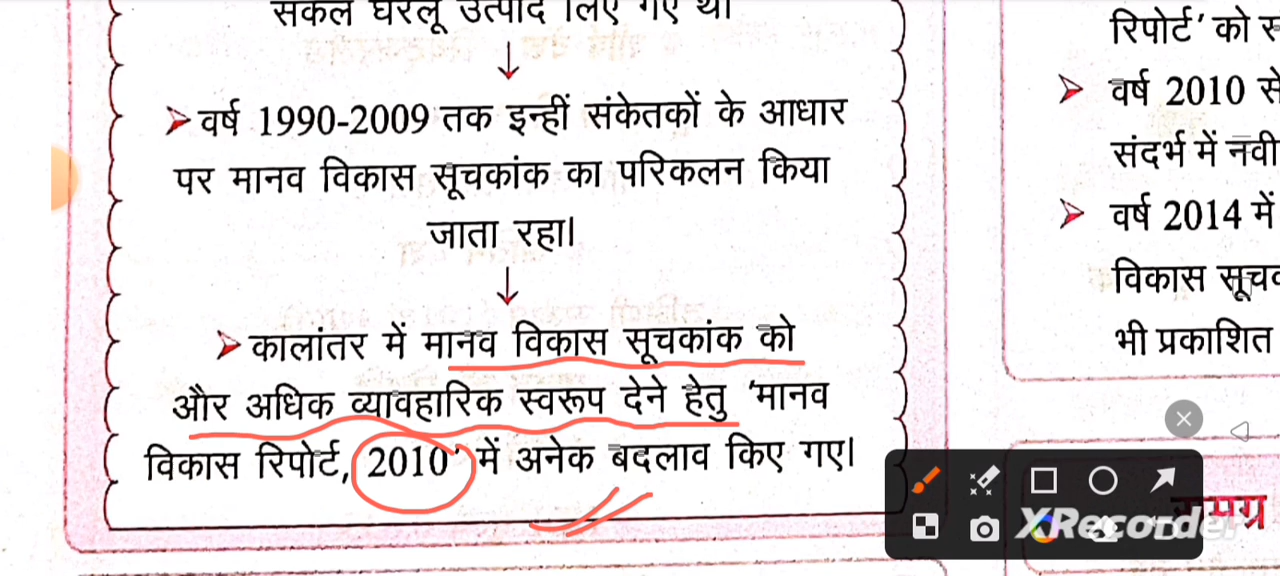 सकल घरेलू उत्पाद लिए गए थे।
➢ वर्ष 1990-2009 तक इन्हीं संकेतकों के आधार
पर मानव विकास सूचकांक का परिकलन किया
जाता रहा।
➢ कालांतर में मानव विकास सूचकांक को
और अधिक व्यावहारिक स्वरूप देने हेतु ‘मानव
विकास रिपोर्ट, 2010’ में अनेक बदलाव किए गए।
रिपोर्ट’ को
➢ वर्ष 2010 से
संदर्भ में
➢ वर्ष 2014 में
विकास
भी प्रकाशित
XRecorder